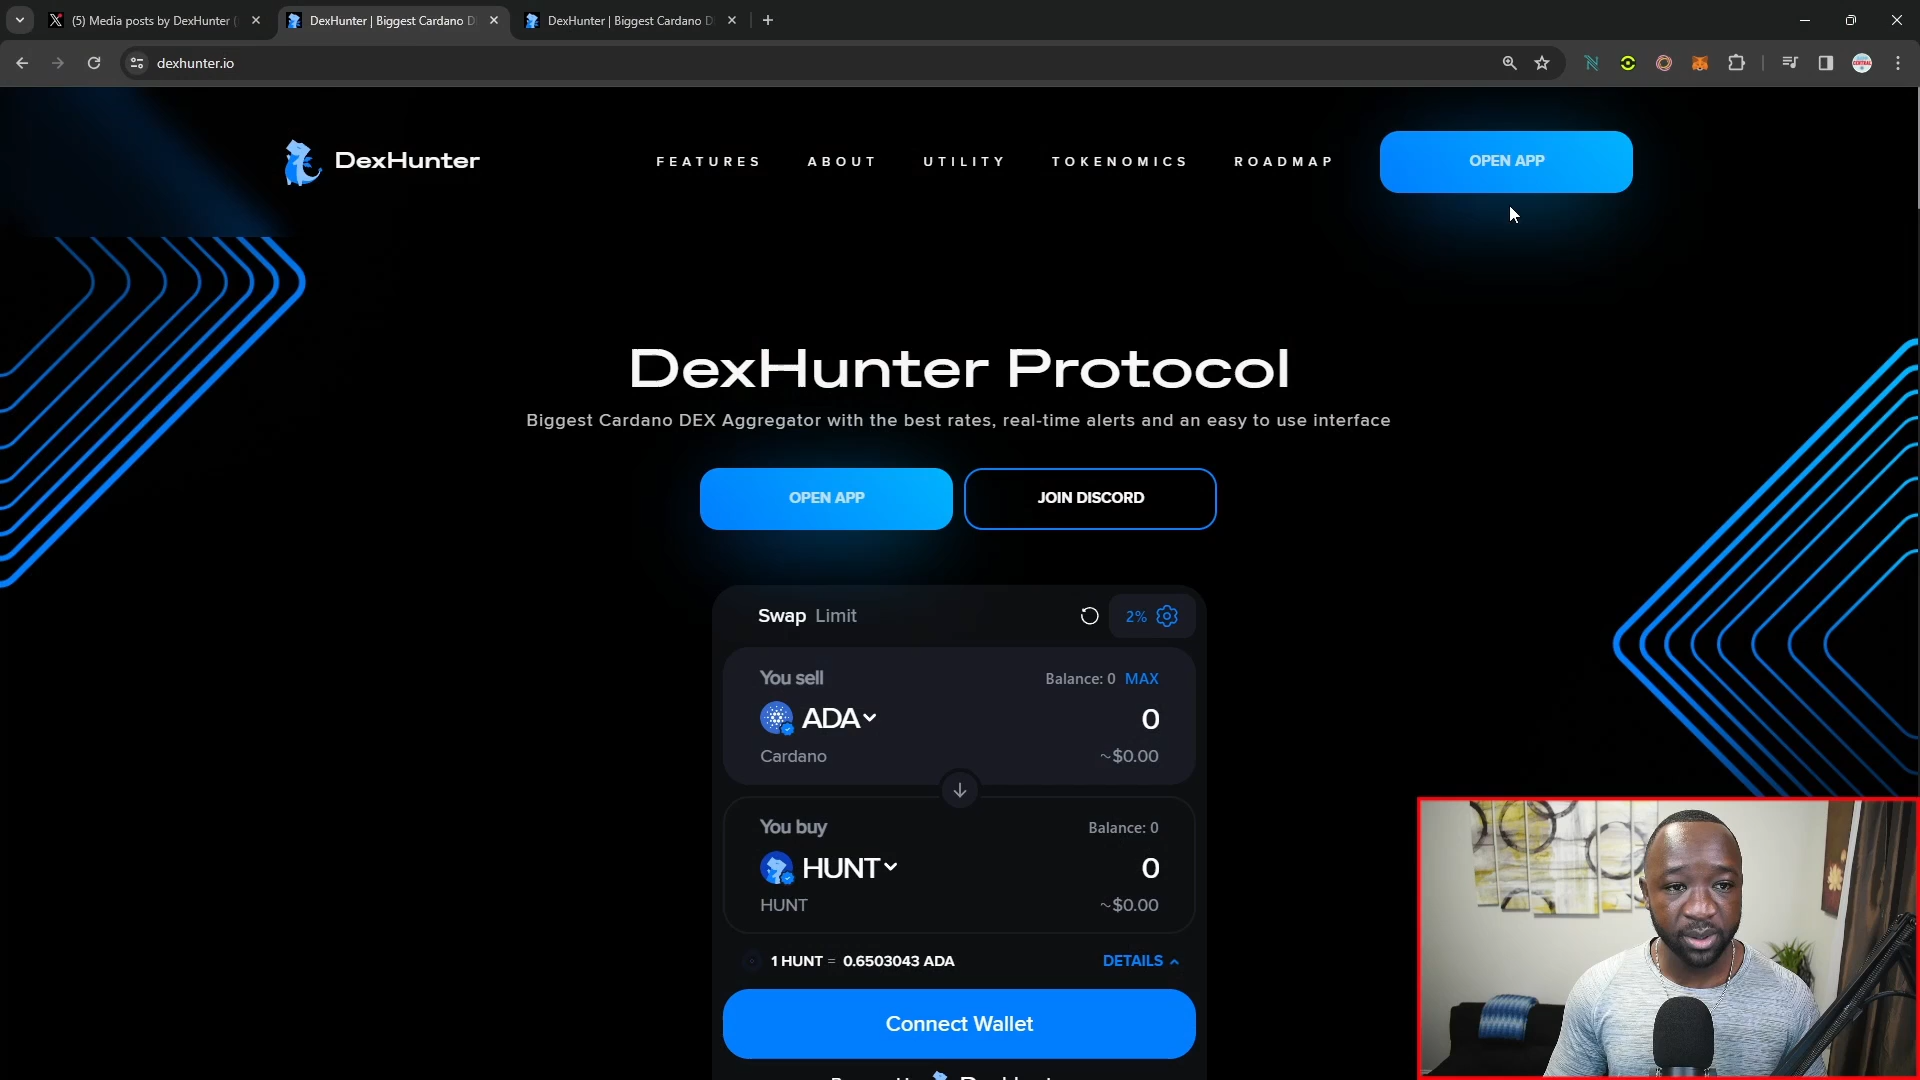 (5) Media posts by DexHunter (
DexHunter | Biggest Cardano D
DexHunter | Biggest Cardano D
dexhunter.io
DexHunter
FEATURES
ABOUT
UTILITY
TOKENOMICS
ROADMAP
OPEN APP
DexHunter Protocol
Biggest Cardano DEX Aggregator with the best rates, real-time alerts and an easy to use interface
OPEN APP
JOIN DISCORD
Swap Limit
2%
You sell
Balance: 0 MAX
ADA
0
Cardano
~$0.00
You buy
Balance: 0
HUNT
0
HUNT
~$0.00
1 HUNT = 0.6503043 ADA
DETAILS
Connect Wallet